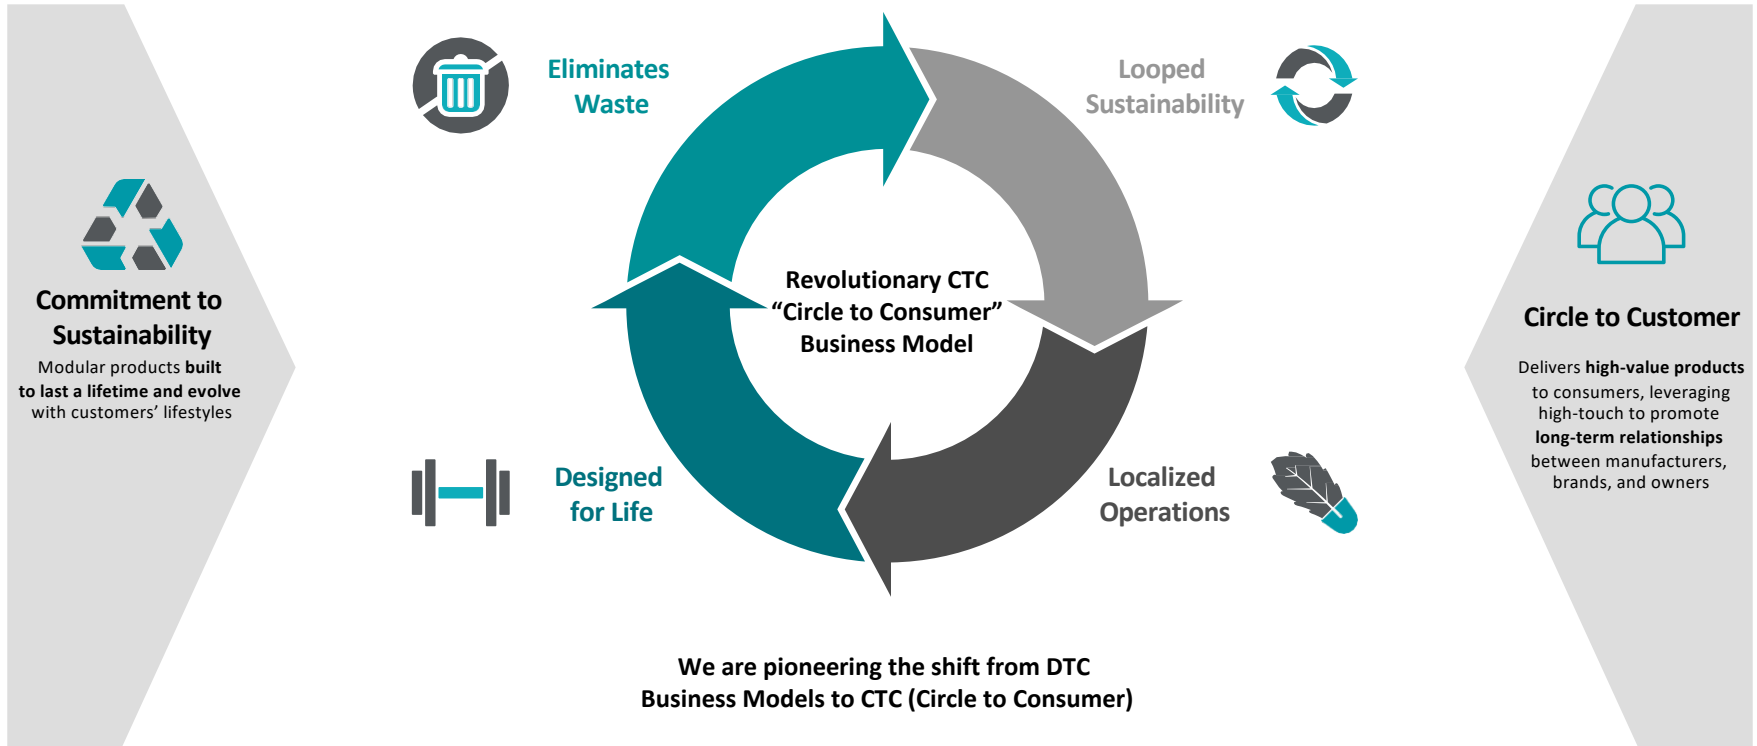 Commitment to
Sustainability
Modular products built
to last a lifetime and evolve
with customers’ lifestyles
Eliminates
Waste
Looped
Sustainability
Revolutionary CTC
“Circle to Consumer”
Business Model
Designed
for Life
Localized
Operations
We are pioneering the shift from DTC
Business Models to CTC (Circle to Consumer)
Circle to Customer
Delivers high-value products
to consumers, leveraging
high-touch to promote
long-term relationships
between manufacturers,
brands, and owners